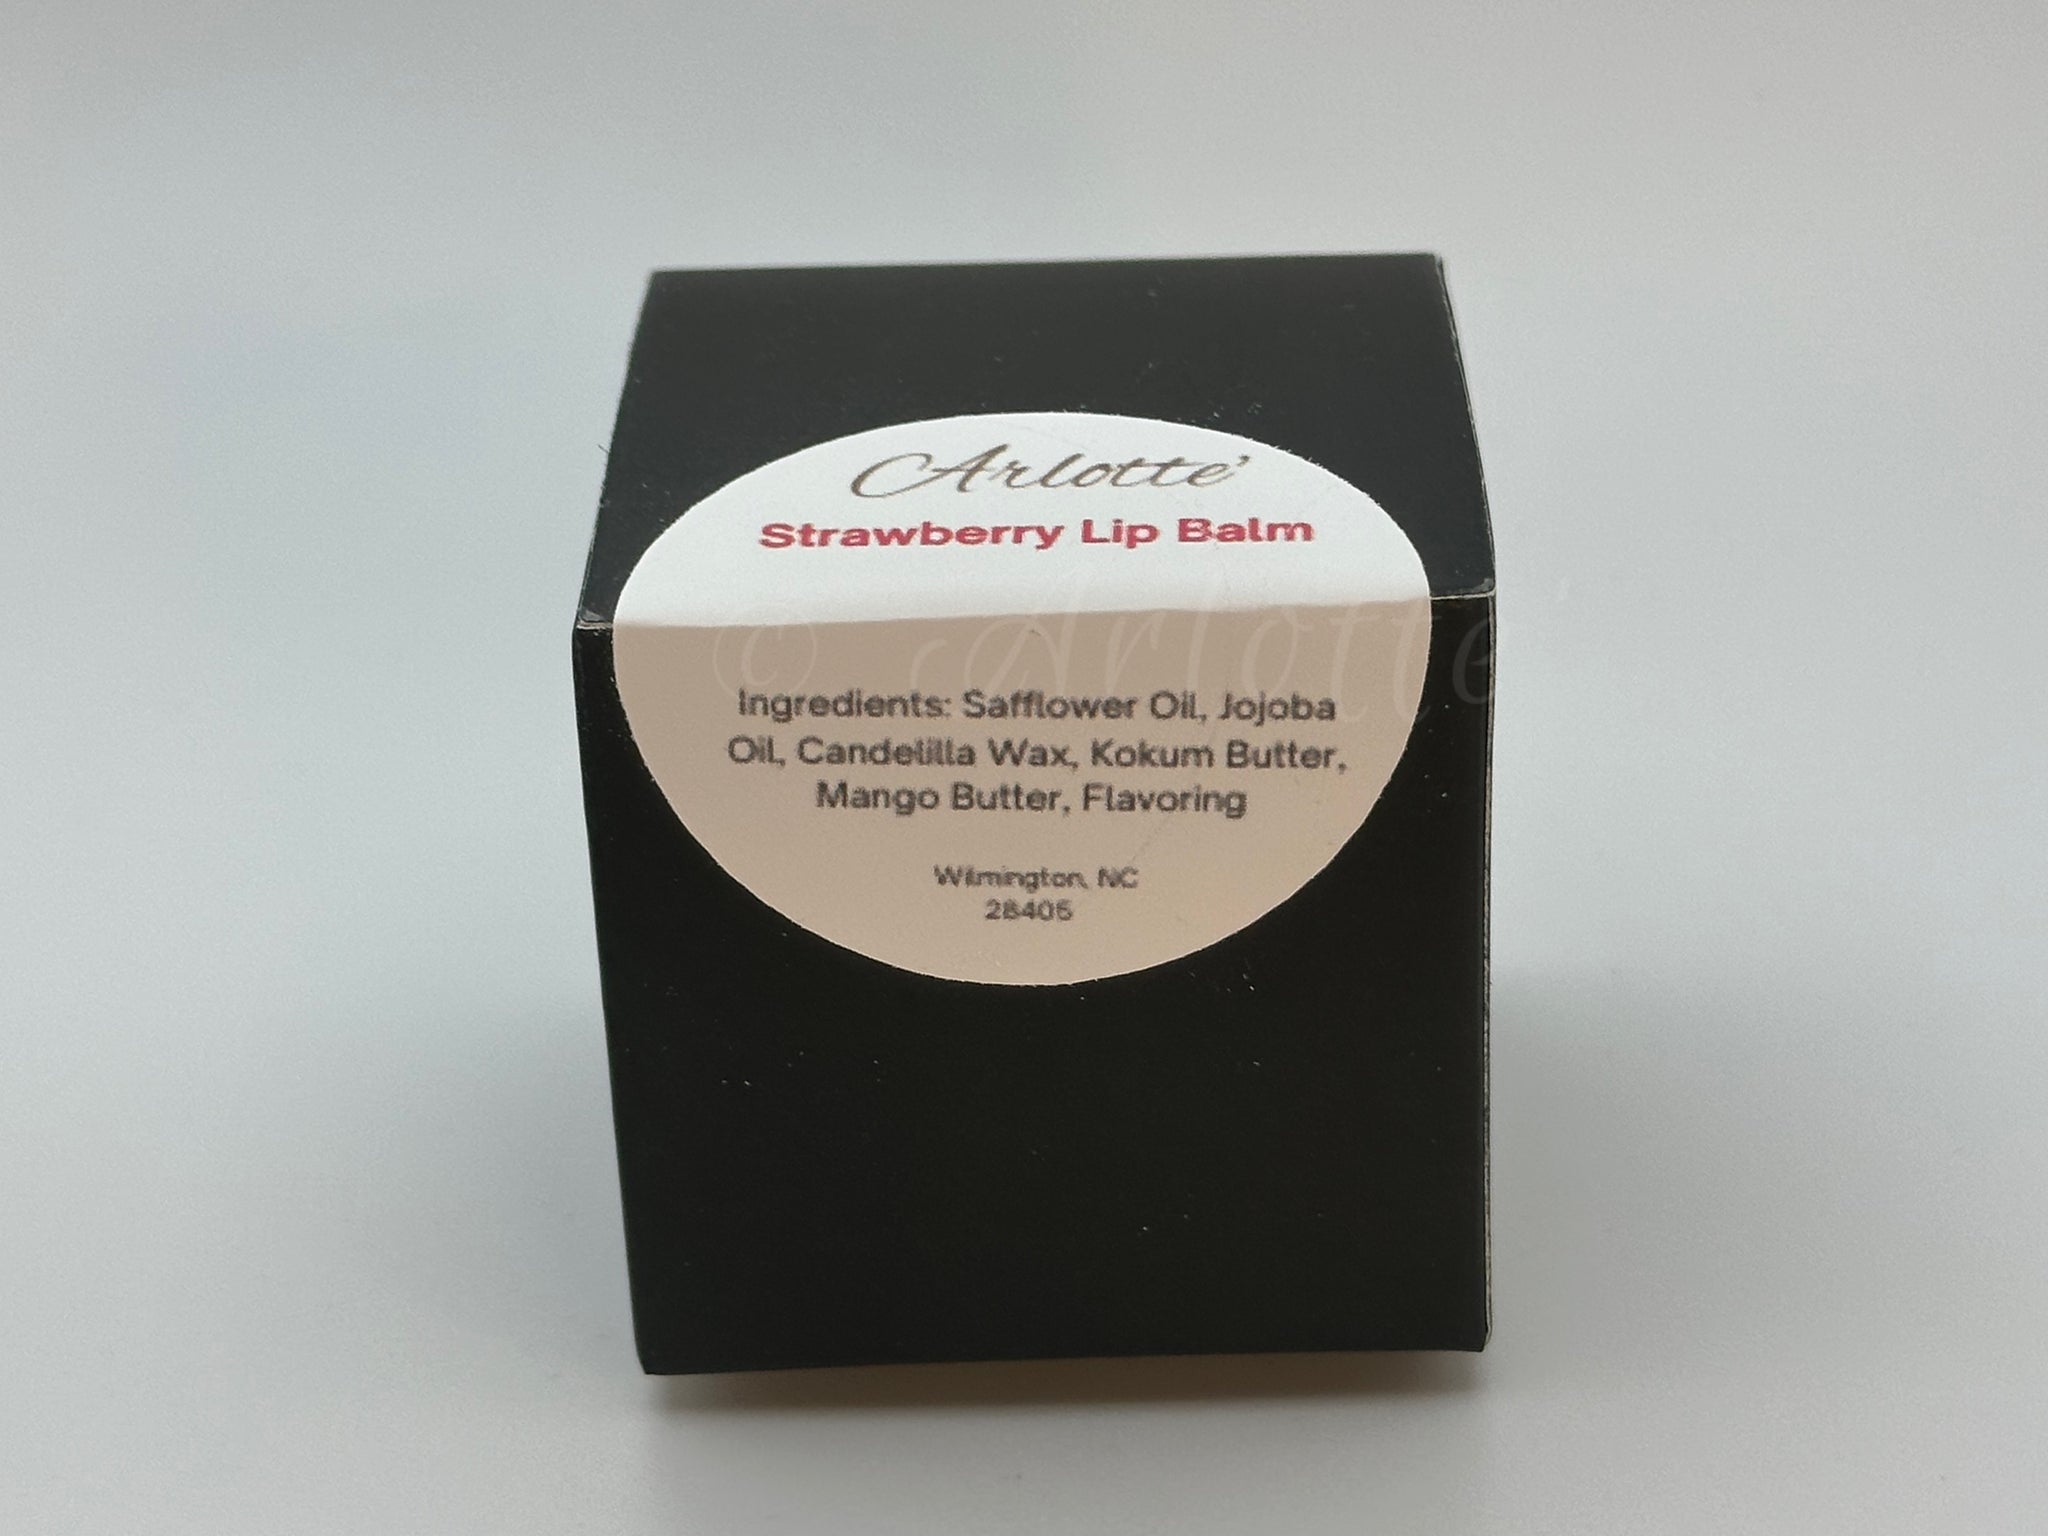 Arlotte'
Strawberry Lip Balm
© Arlotte'
Ingredients: Safflower Oil, Jojoba
Oil, Candelilla Wax, Kokum Butter,
Mango Butter, Flavoring
Wilmington, NC
28405